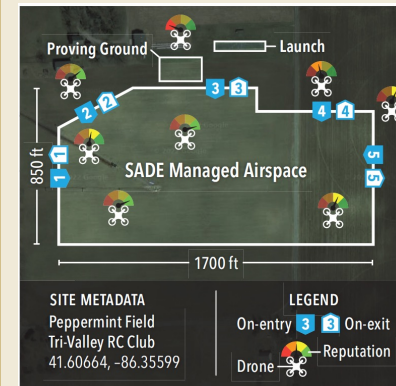 Proving Ground
Launch
2 2
3 3
4 4
1
1
5
5
850 ft
SADE Managed Airspace
1700 ft
SITE METADATA
Peppermint Field
Tri-Valley RC Club
41.60664, –86.35599
LEGEND
On-entry 3 3 On-exit
Drone
Reputation